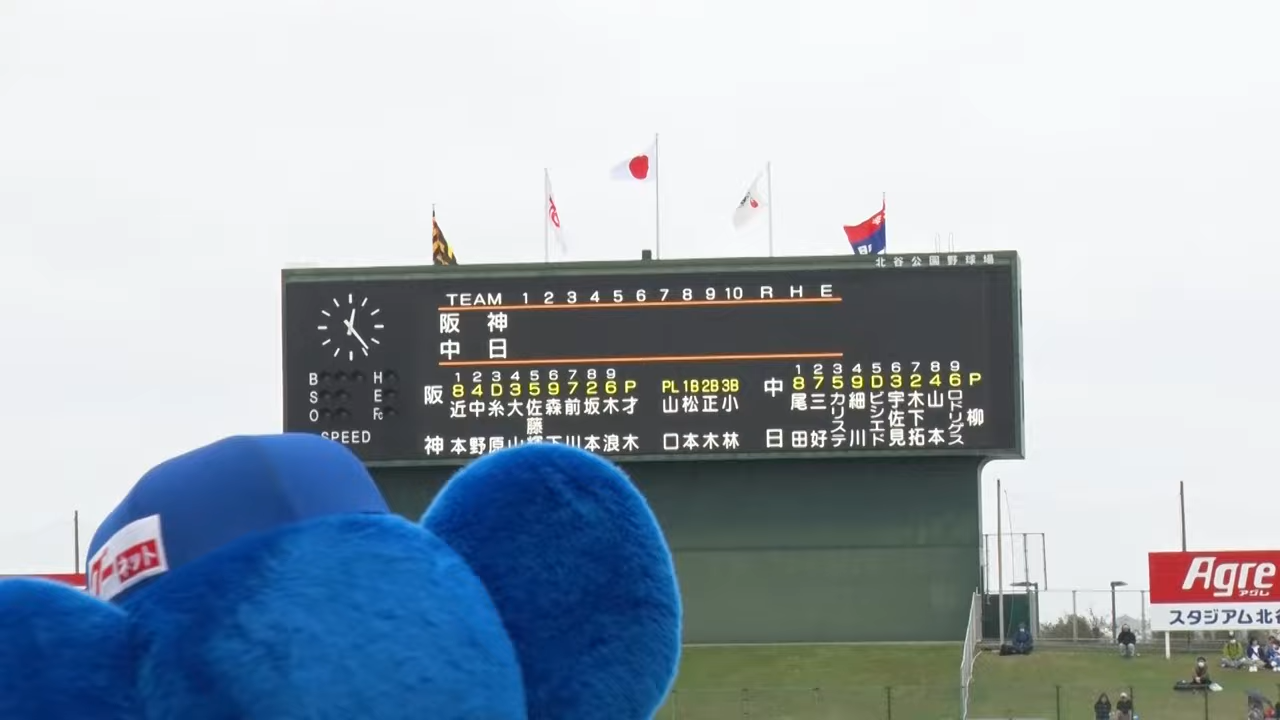 北谷公園野球場
TEAM 1 2 3 4 5 6 7 8 9 10 R H E
阪神
中日
B H
S E
O Fc
SPEED
1 2 3 4 5 6 7 8 9
阪 8 4 D 3 5 9 7 2 6 P
神 近本 中野 糸原 大山 佐藤輝 森下 前川 坂本 木浪 才木
PL 1B 2B 3B
山口 松本 正木 小林
1 2 3 4 5 6 7 8 9
中 8 7 5 9 D 3 2 4 6 P
日 尾田 三好 カリステ 細川 ビシエド 宇佐見 木下拓 山本 ロドリゲス 柳
ネット
Agre
アグレ
スタジアム北谷